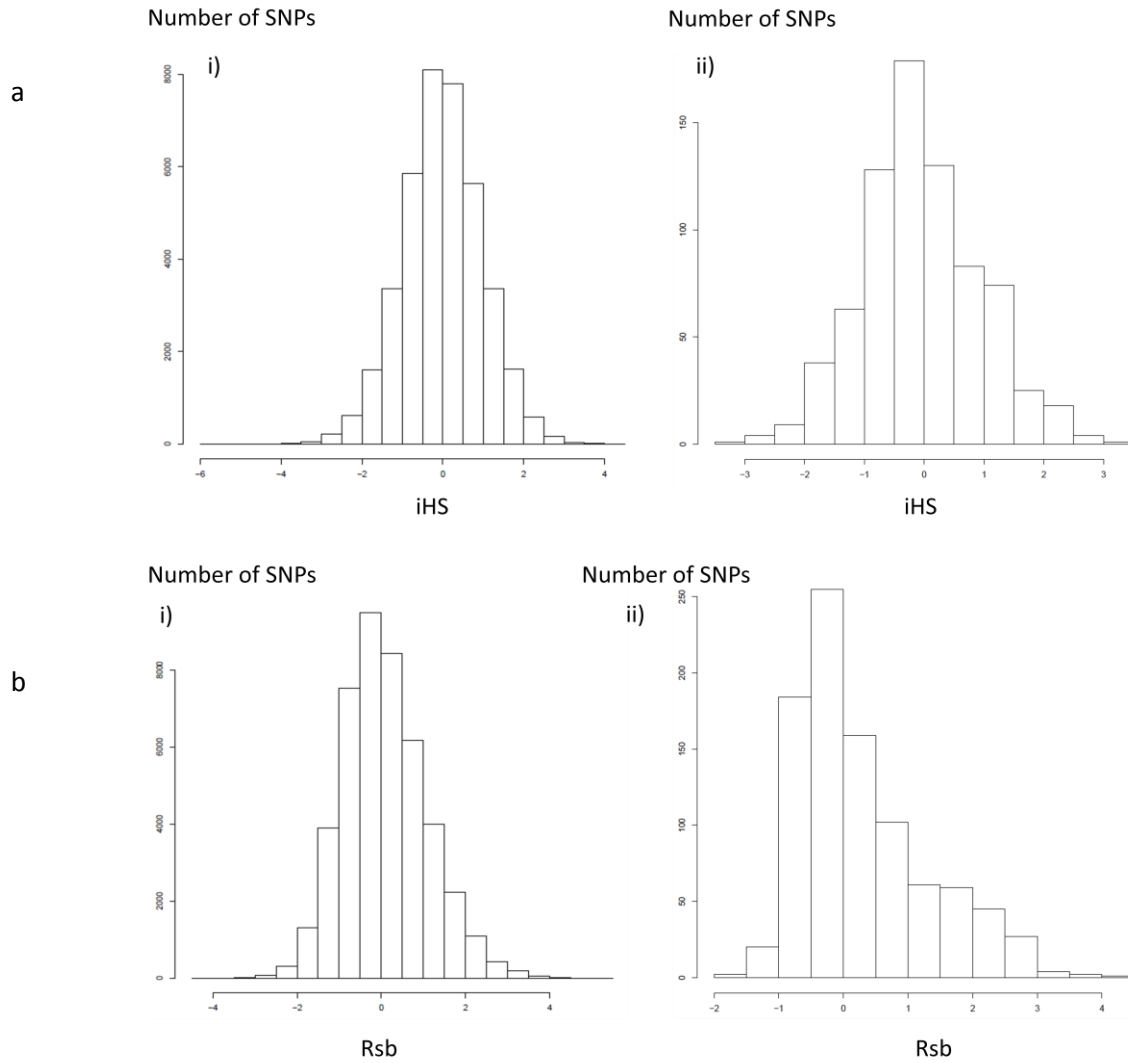 Number of SNPs
Number of SNPs
a
i)
ii)
8000
6000
4000
2000
0
150
100
50
0
−6 −4 −2 0 2 4
−3 −2 −1 0 1 2 3
iHS
iHS
Number of SNPs
Number of SNPs
b
i)
ii)
8000
6000
4000
2000
0
250
200
150
100
50
0
−4 −2 0 2 4
−2 −1 0 1 2 3 4
Rsb
Rsb